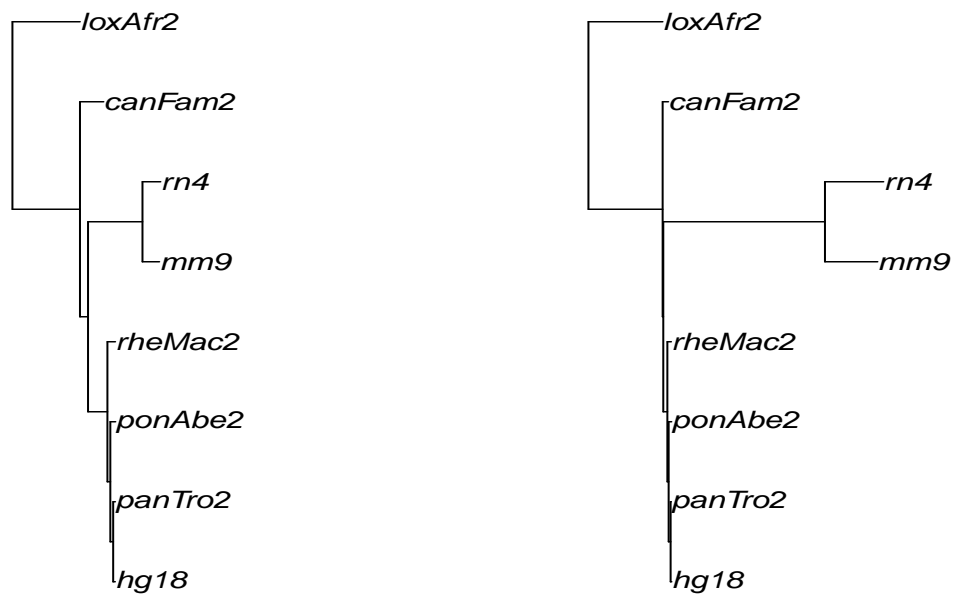 loxAfr2
canFam2
rn4
mm9
rheMac2
ponAbe2
panTro2
hg18
loxAfr2
canFam2
rn4
mm9
rheMac2
ponAbe2
panTro2
hg18